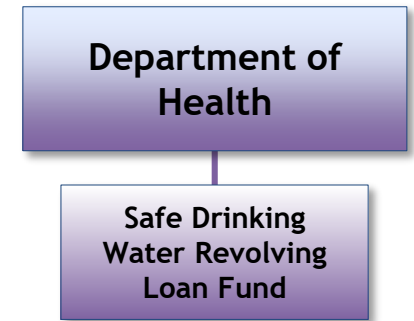 Department of
Health
Safe Drinking
Water Revolving
Loan Fund